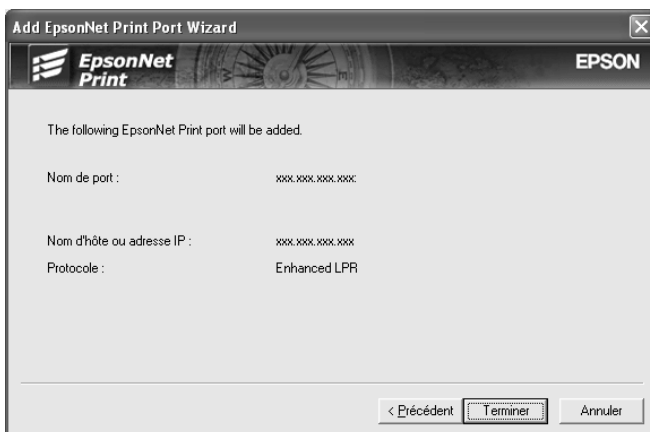 Add EpsonNet Print Port Wizard
EpsonNet
Print
EPSON
The following EpsonNet Print port will be added.
Nom de port : xxx.xxx.xxx.xxx:
Nom d'hôte ou adresse IP : xxx.xxx.xxx.xxx
Protocole : Enhanced LPR
< Précédent Terminer Annuler